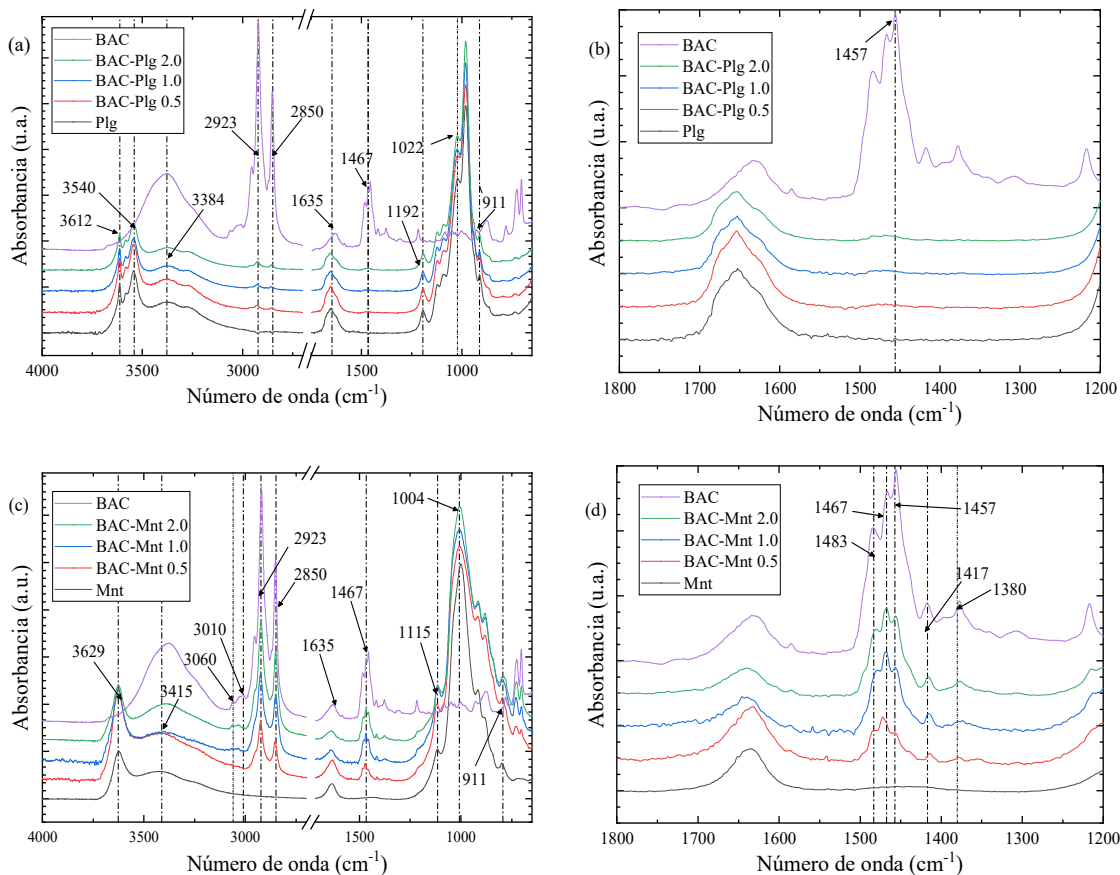 (a)
BAC
BAC-Plg 2.0
BAC-Plg 1.0
BAC-Plg 0.5
Plg
2923
2850
1022
1467
3540
3612
3384
1635
1192
911
Absorbancia (u.a.)
4000
3500
3000
2500
1500
1000
Número de onda (cm⁻¹)
(b)
BAC
BAC-Plg 2.0
BAC-Plg 1.0
BAC-Plg 0.5
Plg
1457
Absorbancia (u.a.)
1800
1700
1600
1500
1400
1300
1200
Número de onda (cm⁻¹)
(c)
BAC
BAC-Mnt 2.0
BAC-Mnt 1.0
BAC-Mnt 0.5
Mnt
1004
2923
2850
1467
3010
3060
3629
3415
1635
1115
911
Absorbancia (a.u.)
4000
3500
3000
2500
1500
1000
Número de onda (cm⁻¹)
(d)
BAC
BAC-Mnt 2.0
BAC-Mnt 1.0
BAC-Mnt 0.5
Mnt
1467
1457
1483
1417
1380
Absorbancia (u.a.)
1800
1700
1600
1500
1400
1300
1200
Número de onda (cm⁻¹)